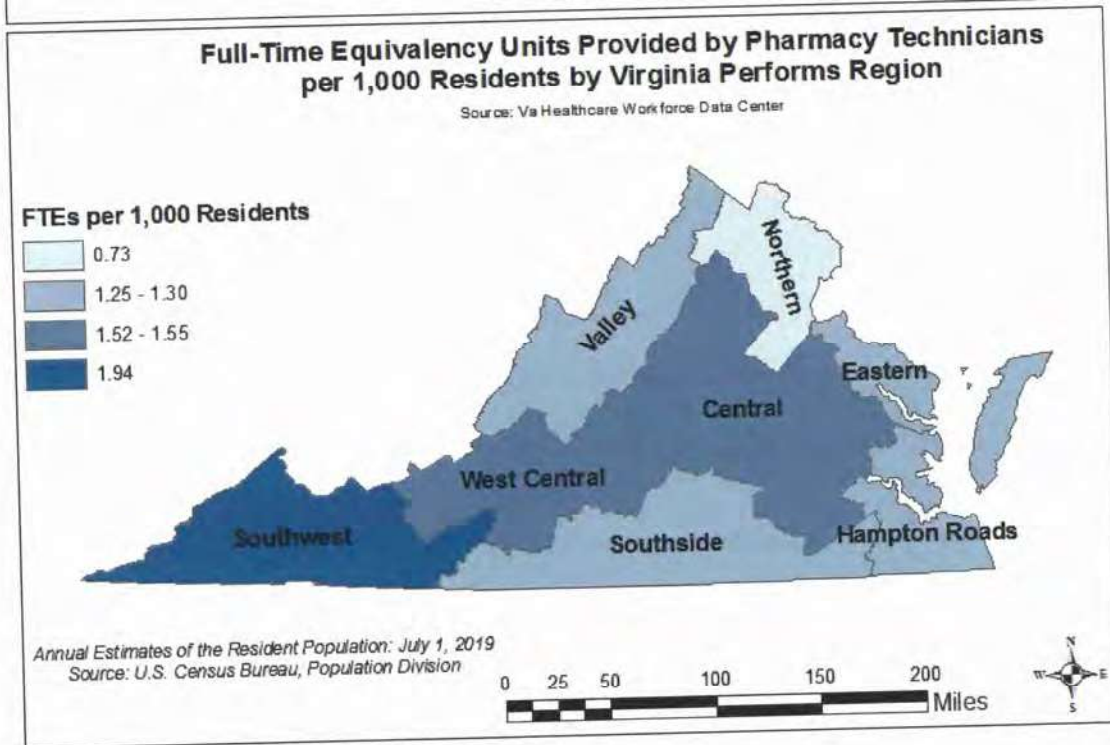 Full-Time Equivalency Units Provided by Pharmacy Technicians
per 1,000 Residents by Virginia Performs Region
Source: Va Healthcare Workforce Data Center
FTEs per 1,000 Residents
0.73
1.25 - 1.30
1.52 - 1.55
1.94
Northern
Valley
Eastern
Central
West Central
Southwest
Southside
Hampton Roads
Annual Estimates of the Resident Population: July 1, 2019
Source: U.S. Census Bureau, Population Division
0 25 50 100 150 200
Miles
N
W E
S